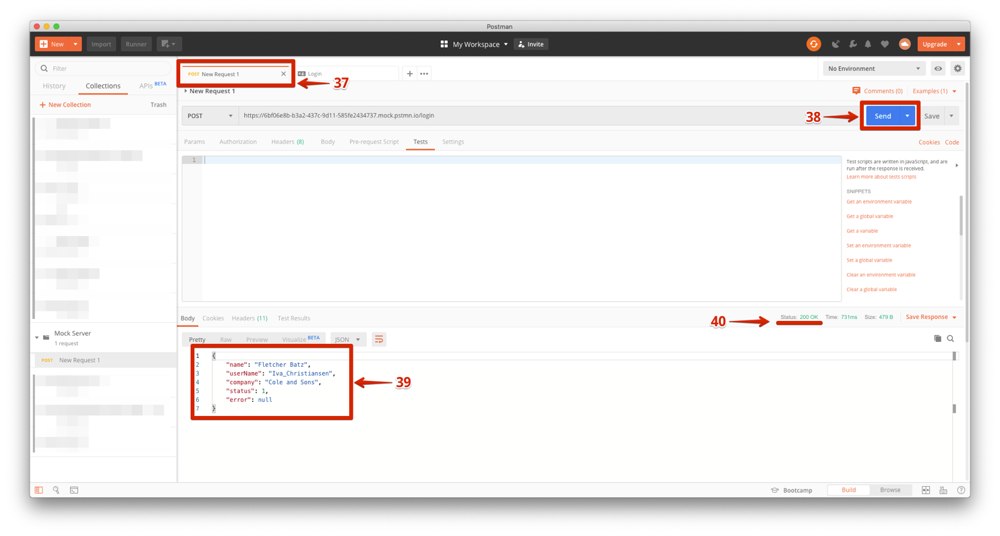 Postman
New Import Runner My Workspace Invite Upgrade
Filter
History Collections APIs BETA
New Collection Trash
POST New Request 1 Login
37
No Environment
New Request 1 Comments (0) Examples (1)
POST https://6bf06e8b-b3a2-437c-9d11-585fe2434737.mock.pstmn.io/login 38 Send Save
Params Authorization Headers (8) Body Pre-request Script Tests Settings Cookies Code
1
Test scripts are written in JavaScript, and are
run after the response is received.
Learn more about tests scripts
SNIPPETS
Get an environment variable
Get a global variable
Get a variable
Set an environment variable
Set a global variable
Clear an environment variable
Clear a global variable
Body Cookies Headers (11) Test Results 40 Status: 200 OK Time: 731ms Size: 479 B Save Response
Mock Server
1 request
POST New Request 1
Pretty Raw Preview Visualize BETA JSON
1 {
2 "name": "Fletcher Batz",
3 "userName": "Iva_Christiansen",
4 "company": "Cole and Sons",
5 "status": 1,
6 "error": null
7 }
39
Bootcamp Build Browse